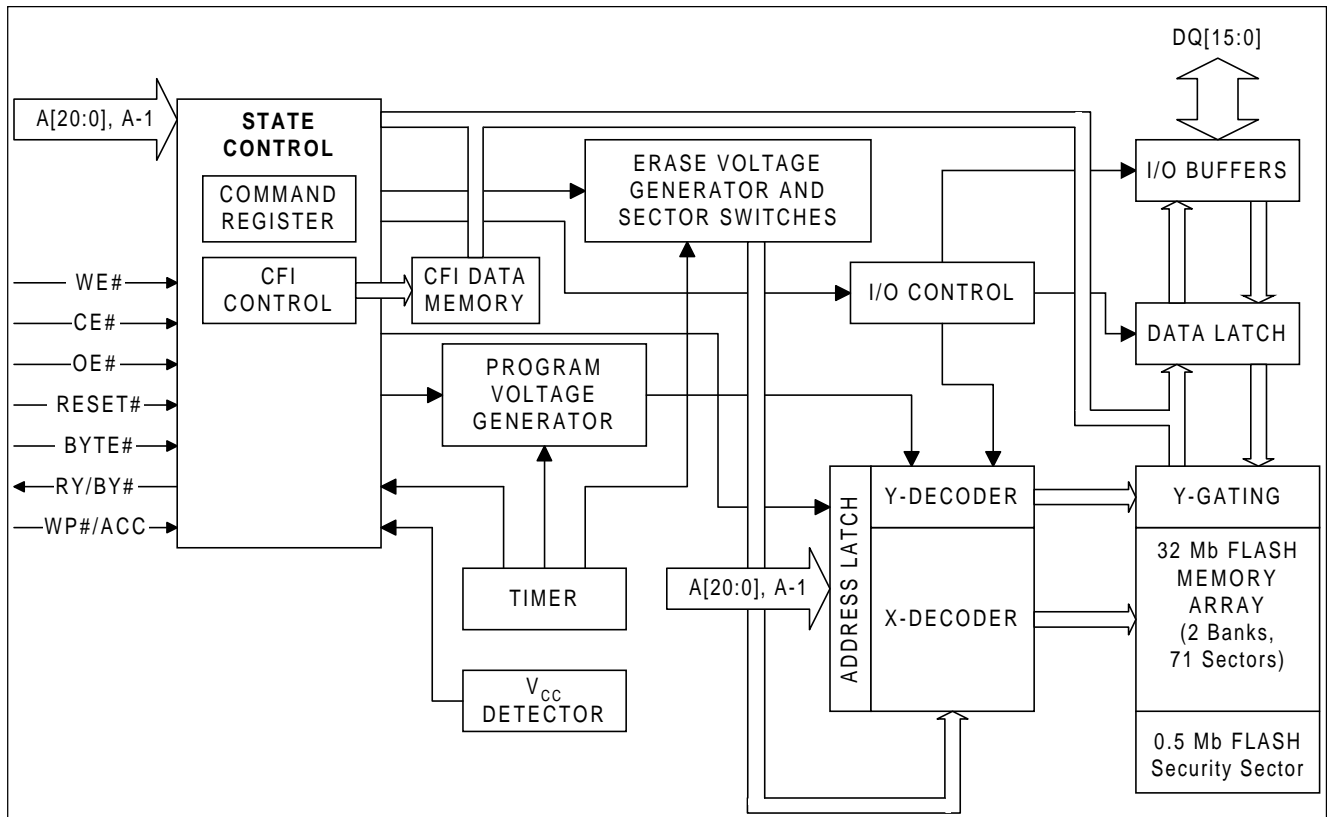 DQ[15:0]
A[20:0], A-1
STATE
CONTROL
COMMAND
REGISTER
CFI
CONTROL
CFI DATA
MEMORY
ERASE VOLTAGE
GENERATOR AND
SECTOR SWITCHES
I/O BUFFERS
I/O CONTROL
DATA LATCH
WE#
CE#
OE#
RESET#
BYTE#
RY/BY#
WP#/ACC
PROGRAM
VOLTAGE
GENERATOR
TIMER
VCC
DETECTOR
A[20:0], A-1
ADDRESS LATCH
Y-DECODER
X-DECODER
Y-GATING
32 Mb FLASH
MEMORY
ARRAY
(2 Banks,
71 Sectors)
0.5 Mb FLASH
Security Sector